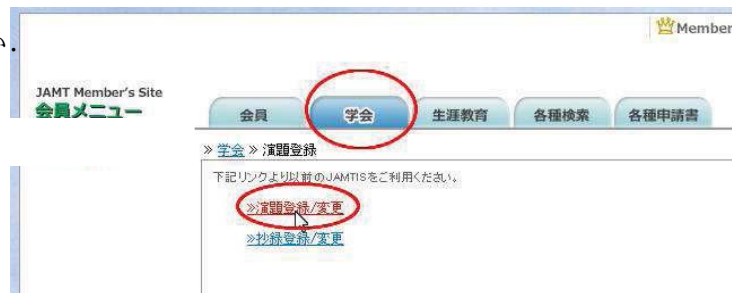 Member
い.
JAMT Member's Site
会員メニュー
会員 学会 生涯教育 各種検索 各種申請書
» 学会 » 演題登録
下記リンクより以前のJAMTISをご利用ください。
»演題登録/変更
»抄録登録/変更